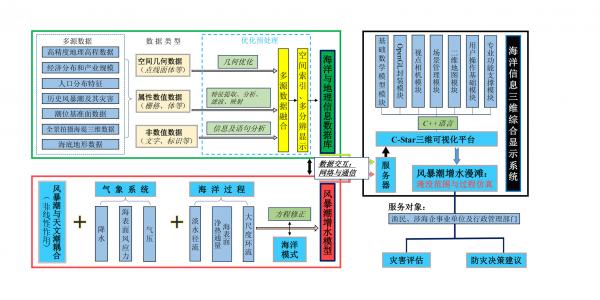 多源数据
高精度地理高程数据
经济分布和产业规模
人口分布特征
历史风暴潮及其灾害
潮位基准面数据
全景拍摄海堤三维数据
海底地形数据
数据类型
空间几何数据
(点线面体等)
属性数值数据
(栅格、体等)
非数值数据
(文字、标识等)
优化预处理
几何优化
特征提取、分析、
滤波、映射
信息及语句分析
多源数据融合
空间索引、多分辨显示
海洋与地理信息数据库
数据交互:
网络与通信
风暴潮与天文潮耦合
(非线性作用)
气象系统
降水
海表面风应力
气压
海洋过程
淡水径流
海表面
净热通量
大尺度环流
方程修正
海洋
模式
风暴潮增水模型
基础数学模型模块
OpenGL封装模块
视点相机模块
场景管理模块
二维地图模块
用户操作基础模块
专业功能支撑模块
C++语言
C-Star三维可视化平台
服务器
风暴潮增水漫滩:
淹没范围与过程仿真
海洋信息三维综合显示系统
服务对象:
渔民、涉海企事业单位及行政管理部门
灾害评估
防灾决策建议